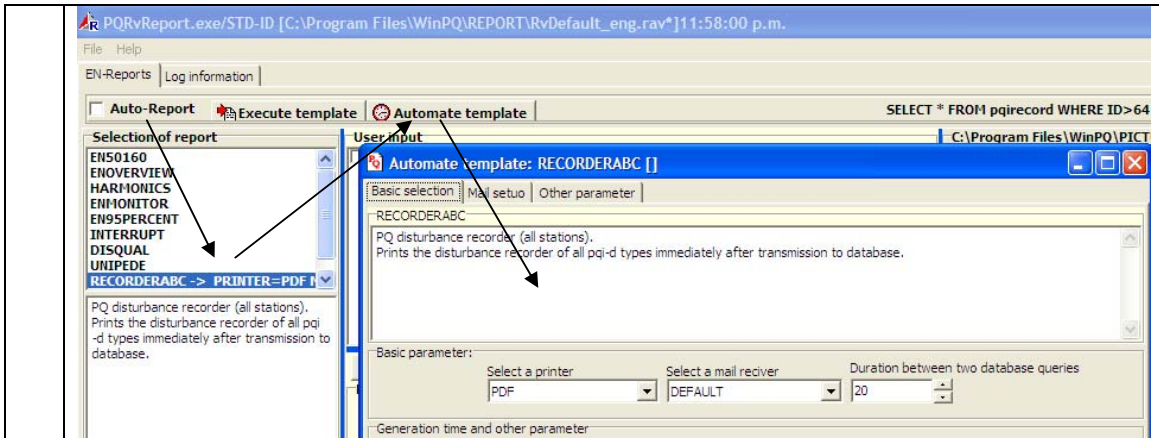 PQRvReport.exe/STD-ID [C:\Program Files\WinPQ\REPORT\RvDefault_eng.rav*]11:58:00 p.m.
File Help
EN-Reports Log information
Auto-Report Execute template Automate template SELECT * FROM pqirecord WHERE ID>64
Selection of report User input C:\Program Files\WinPQ\PICT
EN50160
ENOVERVIEW
HARMONICS
ENMONITOR
EN95PERCENT
INTERRUPT
DISQUAL
UNIPEDE
RECORDERABC -> PRINTER=PDF
PQ disturbance recorder (all stations).
Prints the disturbance recorder of all pqi
-d types immediately after transmission to
database.
Automate template: RECORDERABC []
Basic selection Mail setuo Other parameter
RECORDERABC
PQ disturbance recorder (all stations).
Prints the disturbance recorder of all pqi-d types immediately after transmission to database.
Basic parameter:
Select a printer Select a mail reciver Duration between two database queries
PDF DEFAULT 20
Generation time and other parameter